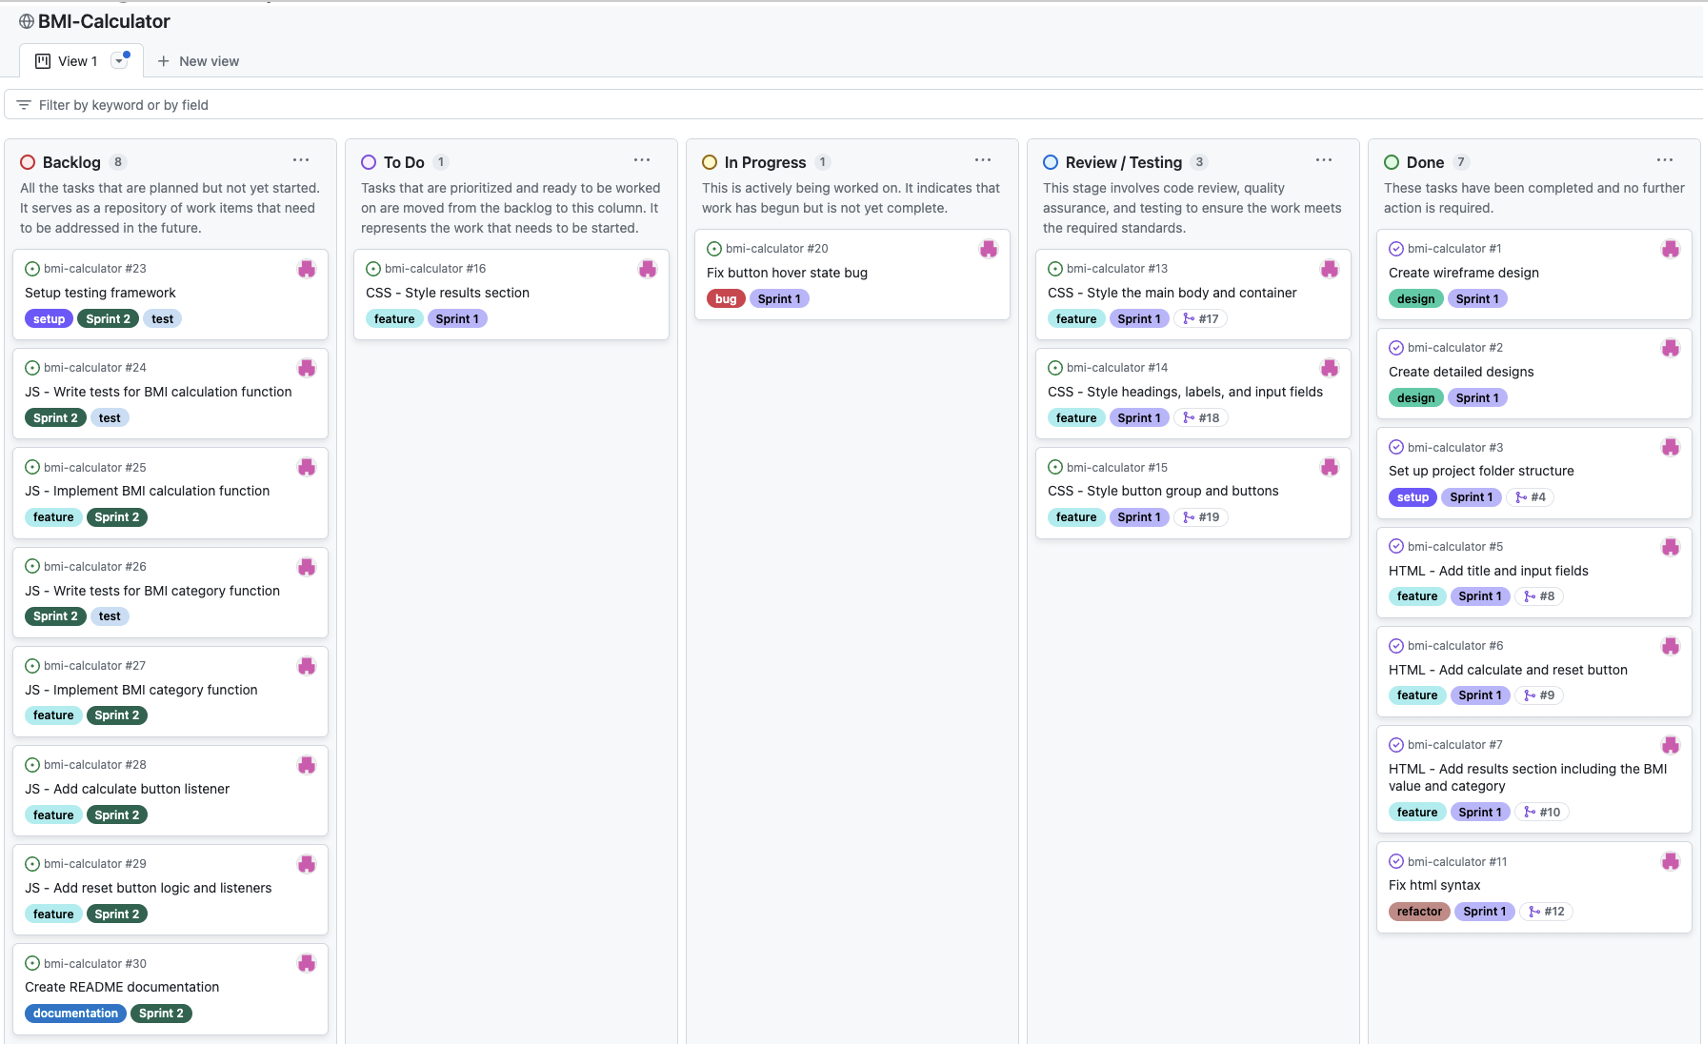 BMI-Calculator
View 1
New view
Filter by keyword or by field
Backlog 8
All the tasks that are planned but not yet started.
It serves as a repository of work items that need
to be addressed in the future.
bmi-calculator #23
Setup testing framework
setup Sprint 2 test
bmi-calculator #24
JS - Write tests for BMI calculation function
Sprint 2 test
bmi-calculator #25
JS - Implement BMI calculation function
feature Sprint 2
bmi-calculator #26
JS - Write tests for BMI category function
Sprint 2 test
bmi-calculator #27
JS - Implement BMI category function
feature Sprint 2
bmi-calculator #28
JS - Add calculate button listener
feature Sprint 2
bmi-calculator #29
JS - Add reset button logic and listeners
feature Sprint 2
bmi-calculator #30
Create README documentation
documentation Sprint 2
To Do 1
Tasks that are prioritized and ready to be worked
on are moved from the backlog to this column. It
represents the work that needs to be started.
bmi-calculator #16
CSS - Style results section
feature Sprint 1
In Progress 1
This is actively being worked on. It indicates that
work has begun but is not yet complete.
bmi-calculator #20
Fix button hover state bug
bug Sprint 1
Review / Testing 3
This stage involves code review, quality
assurance, and testing to ensure the work meets
the required standards.
bmi-calculator #13
CSS - Style the main body and container
feature Sprint 1 #17
bmi-calculator #14
CSS - Style headings, labels, and input fields
feature Sprint 1 #18
bmi-calculator #15
CSS - Style button group and buttons
feature Sprint 1 #19
Done 7
These tasks have been completed and no further
action is required.
bmi-calculator #1
Create wireframe design
design Sprint 1
bmi-calculator #2
Create detailed designs
design Sprint 1
bmi-calculator #3
Set up project folder structure
setup Sprint 1 #4
bmi-calculator #5
HTML - Add title and input fields
feature Sprint 1 #8
bmi-calculator #6
HTML - Add calculate and reset button
feature Sprint 1 #9
bmi-calculator #7
HTML - Add results section including the BMI
value and category
feature Sprint 1 #10
bmi-calculator #11
Fix html syntax
refactor Sprint 1 #12